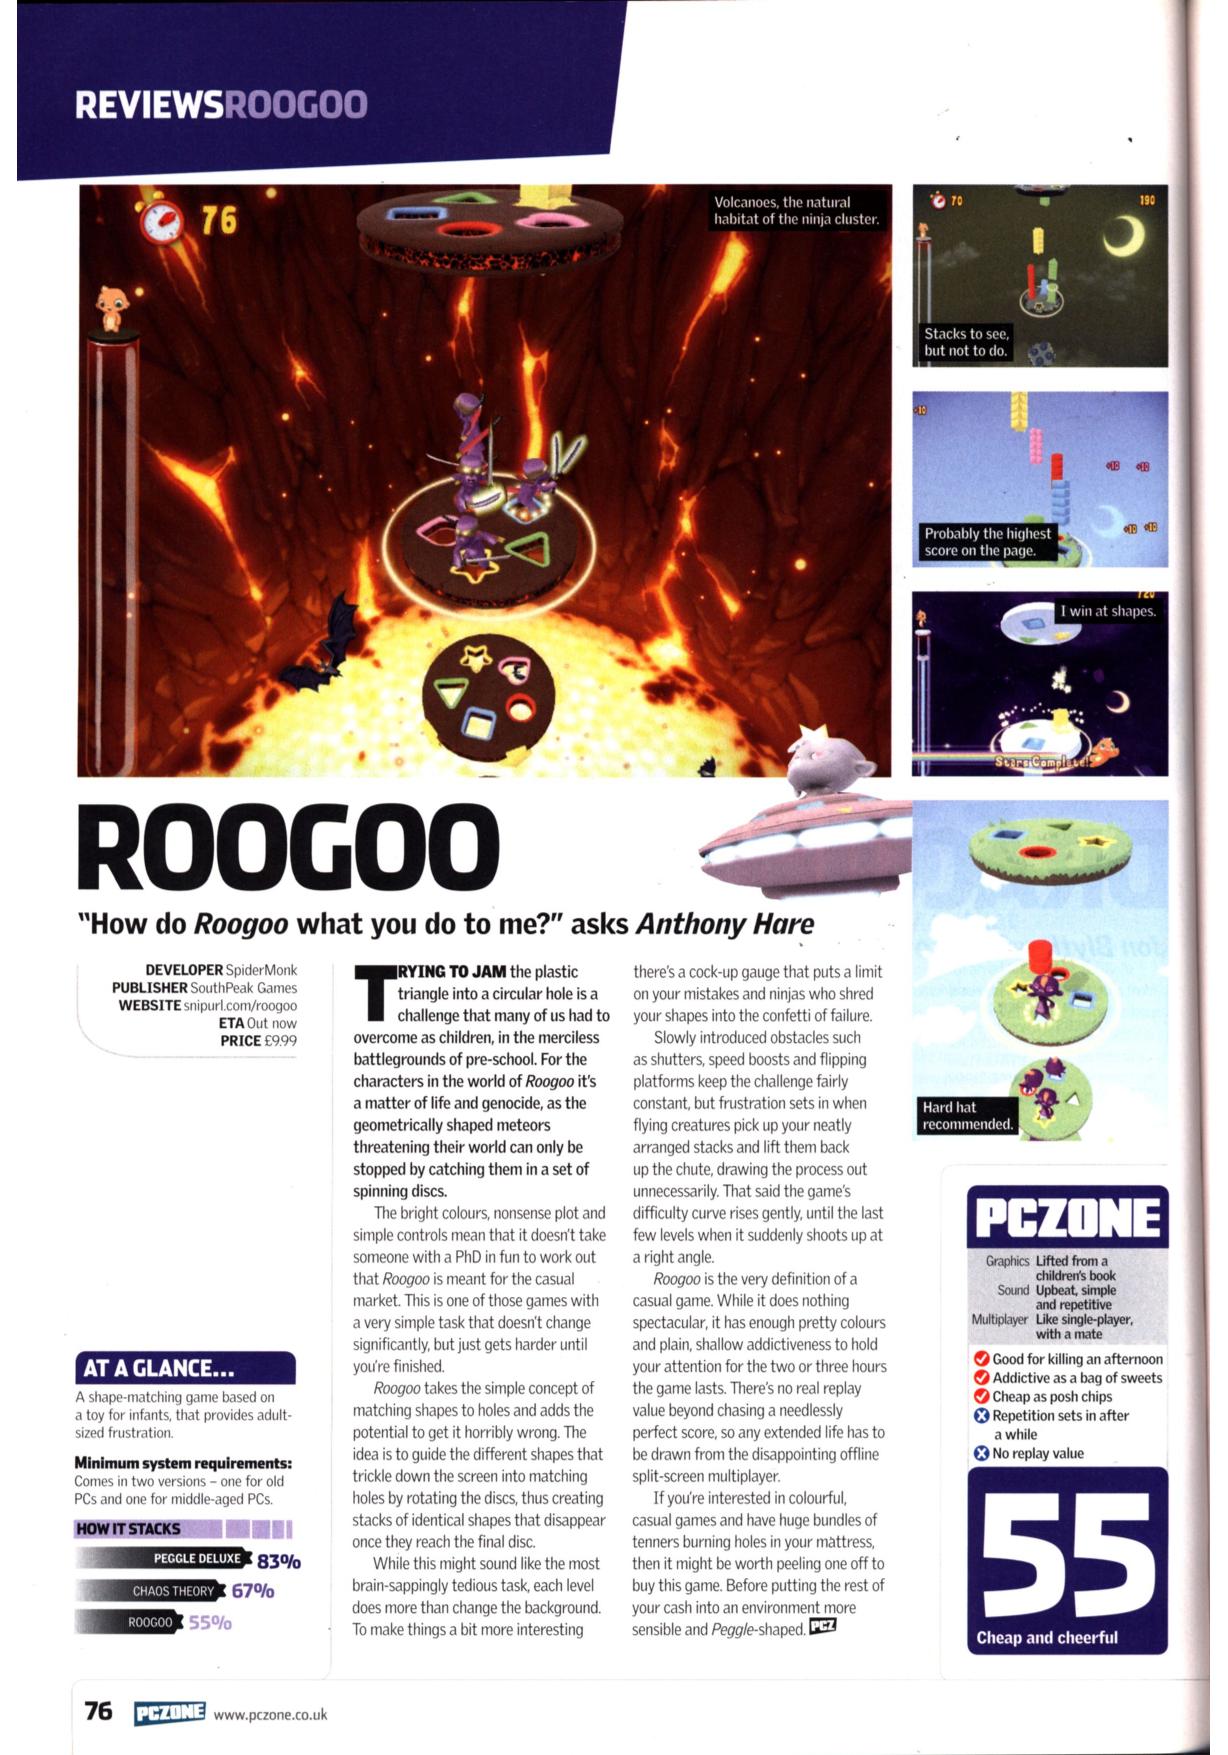 REVIEWSROOGOO
76
Volcanoes, the natural
habitat of the ninja cluster.
70
190
Stacks to see,
but not to do.
Probably the highest
score on the page.
I win at shapes.
Stars Complete!
Hard hat
recommended.
ROOGOO
"How do Roogoo what you do to me?" asks Anthony Hare
DEVELOPER SpiderMonk
PUBLISHER SouthPeak Games
WEBSITE snipurl.com/roogoo
ETA Out now
PRICE £9.99
AT A GLANCE...
A shape-matching game based on
a toy for infants, that provides adult-
sized frustration.
Minimum system requirements:
Comes in two versions – one for old
PCs and one for middle-aged PCs.
HOW IT STACKS
PEGGLE DELUXE 83%
CHAOS THEORY 67%
ROOGOO 55%
TRYING TO JAM the plastic
triangle into a circular hole is a
challenge that many of us had to
overcome as children, in the merciless
battlegrounds of pre-school. For the
characters in the world of Roogoo it's
a matter of life and genocide, as the
geometrically shaped meteors
threatening their world can only be
stopped by catching them in a set of
spinning discs.
The bright colours, nonsense plot and
simple controls mean that it doesn't take
someone with a PhD in fun to work out
that Roogoo is meant for the casual
market. This is one of those games with
a very simple task that doesn't change
significantly, but just gets harder until
you're finished.
Roogoo takes the simple concept of
matching shapes to holes and adds the
potential to get it horribly wrong. The
idea is to guide the different shapes that
trickle down the screen into matching
holes by rotating the discs, thus creating
stacks of identical shapes that disappear
once they reach the final disc.
While this might sound like the most
brain-sappingly tedious task, each level
does more than change the background.
To make things a bit more interesting
there's a cock-up gauge that puts a limit
on your mistakes and ninjas who shred
your shapes into the confetti of failure.
Slowly introduced obstacles such
as shutters, speed boosts and flipping
platforms keep the challenge fairly
constant, but frustration sets in when
flying creatures pick up your neatly
arranged stacks and lift them back
up the chute, drawing the process out
unnecessarily. That said the game's
difficulty curve rises gently, until the last
few levels when it suddenly shoots up at
a right angle.
Roogoo is the very definition of a
casual game. While it does nothing
spectacular, it has enough pretty colours
and plain, shallow addictiveness to hold
your attention for the two or three hours
the game lasts. There's no real replay
value beyond chasing a needlessly
perfect score, so any extended life has to
be drawn from the disappointing offline
split-screen multiplayer.
If you're interested in colourful,
casual games and have huge bundles of
tenners burning holes in your mattress,
then it might be worth peeling one off to
buy this game. Before putting the rest of
your cash into an environment more
sensible and Peggle-shaped. PCZ
PCZONE
Graphics Lifted from a
children's book
Sound Upbeat, simple
and repetitive
Multiplayer Like single-player,
with a mate
Good for killing an afternoon
Addictive as a bag of sweets
Cheap as posh chips
Repetition sets in after
a while
No replay value
55
Cheap and cheerful
76 PCZONE www.pczone.co.uk